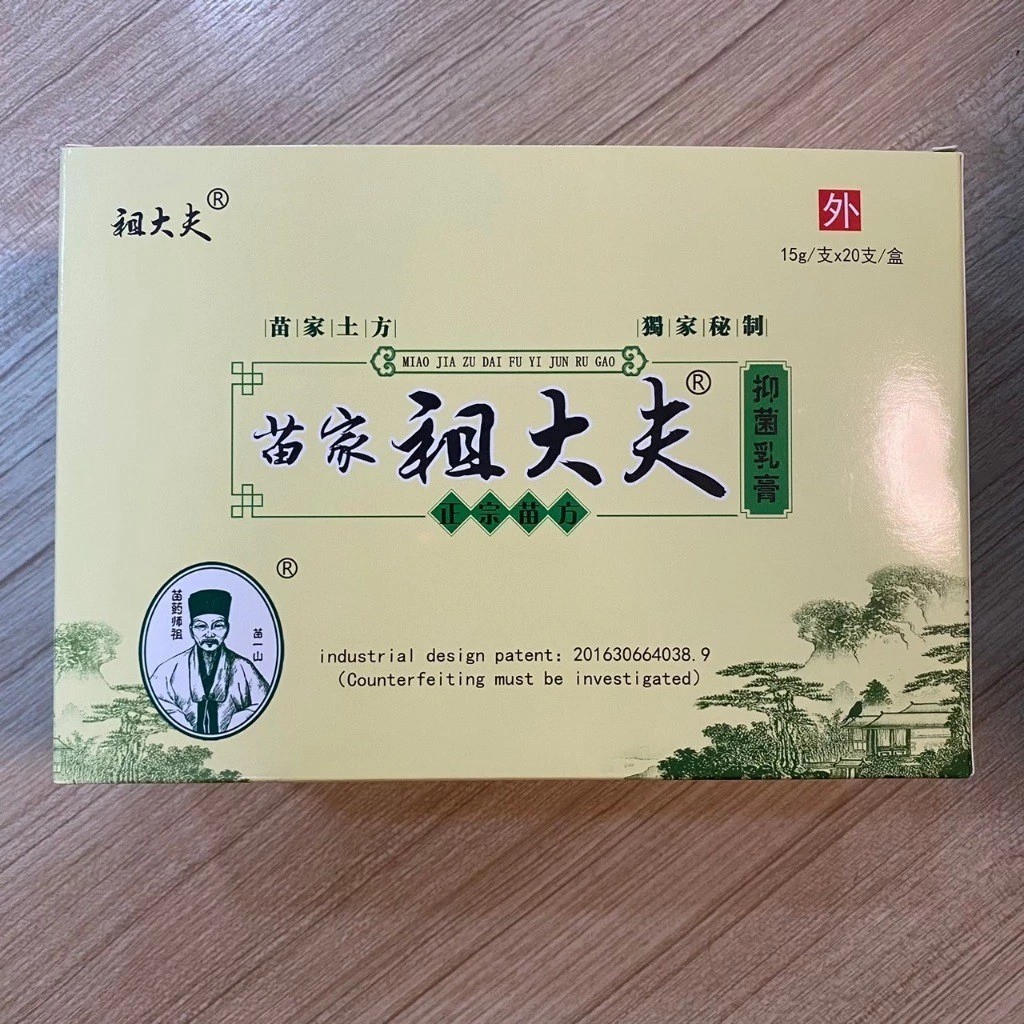 祖大夫®
外
15g/支x20支/盒
苗家土方
獨家秘制
MIAO JIA ZU DAI FU YI JUN RU GAO
苗家祖大夫®
抑菌乳膏
正宗苗方
®
苗药师祖
苗一山
industrial design patent: 201630664038.9
(Counterfeiting must be investigated)